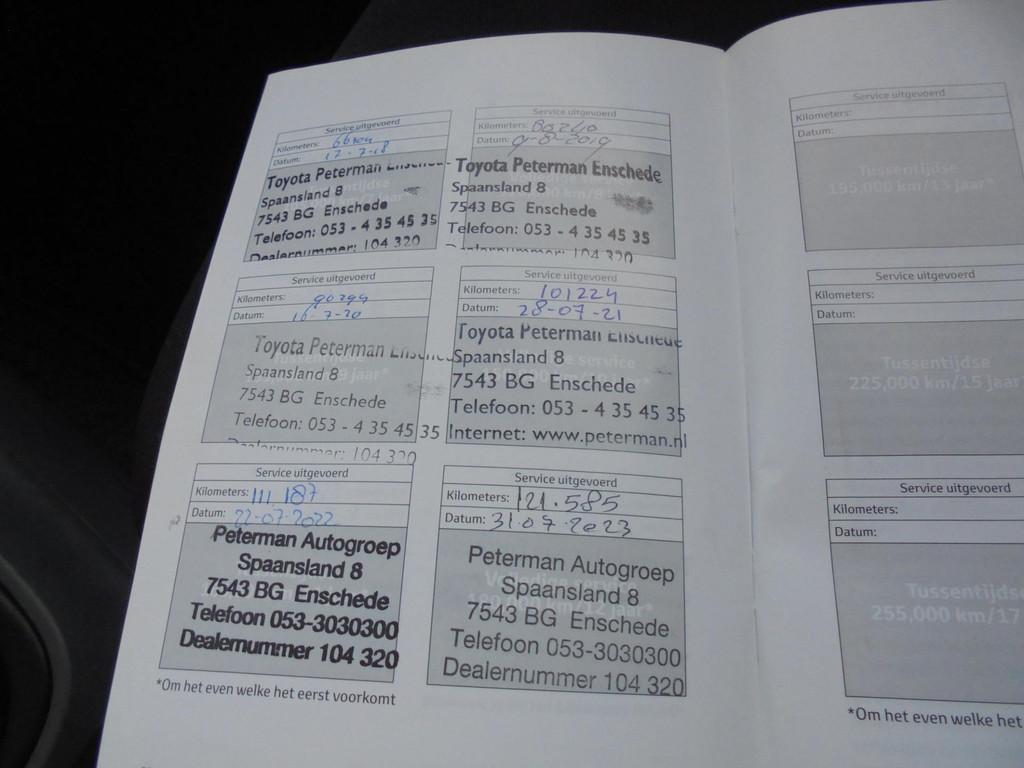 Service uitgevoerd
Kilometers:
Datum: 12-7-18
Toyota Peterman Enschede
Spaansland 8
7543 BG Enschede
Telefoon: 053 - 4 35 45 35
Dealernummer: 104 320
Service uitgevoerd
Kilometers: 80240
Datum: 9-8-2019
Toyota Peterman Enschede
Spaansland 8
7543 BG Enschede
Telefoon: 053 - 4 35 45 35
Dealernummer: 104 320
Service uitgevoerd
Kilometers: 90294
Datum: 16-7-20
Toyota Peterman Enschede
Spaansland 8
7543 BG Enschede
Telefoon: 053 - 4 35 45 35
Dealernummer: 104 320
Service uitgevoerd
Kilometers: 101224
Datum: 28-07-21
Toyota Peterman Enschede
Spaansland 8
7543 BG Enschede
Telefoon: 053 - 4 35 45 35
Internet: www.peterman.nl
Service uitgevoerd
Kilometers: 111 187
Datum: 22-07-2022
Peterman Autogroep
Spaansland 8
7543 BG Enschede
Telefoon 053-3030300
Dealernummer 104 320
Service uitgevoerd
Kilometers: 121.585
Datum: 31.07.2023
Peterman Autogroep
Spaansland 8
7543 BG Enschede
Telefoon 053-3030300
Dealernummer 104 320
*Om het even welke het eerst voorkomt
Service uitgevoerd
Kilometers:
Datum:
Tussentijdse
195,000 km/13 jaar*
Service uitgevoerd
Kilometers:
Datum:
Tussentijdse
225,000 km/15 jaar
Service uitgevoerd
Kilometers:
Datum:
Tussentijdse
255,000 km/17
*Om het even welke het